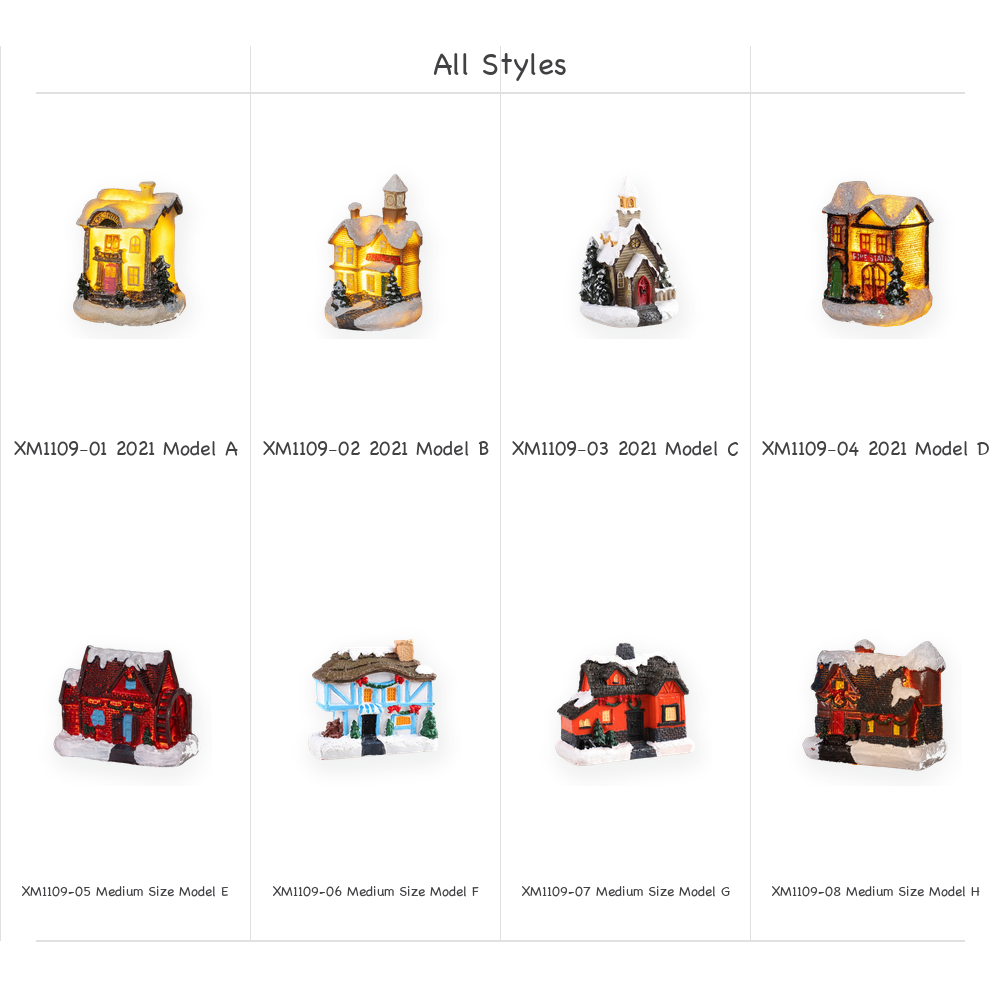 All Styles
XM1109-01 2021 Model A
XM1109-02 2021 Model B
XM1109-03 2021 Model C
XM1109-04 2021 Model D
FIRE STATION
XM1109-05 Medium Size Model E
XM1109-06 Medium Size Model F
XM1109-07 Medium Size Model G
XM1109-08 Medium Size Model H